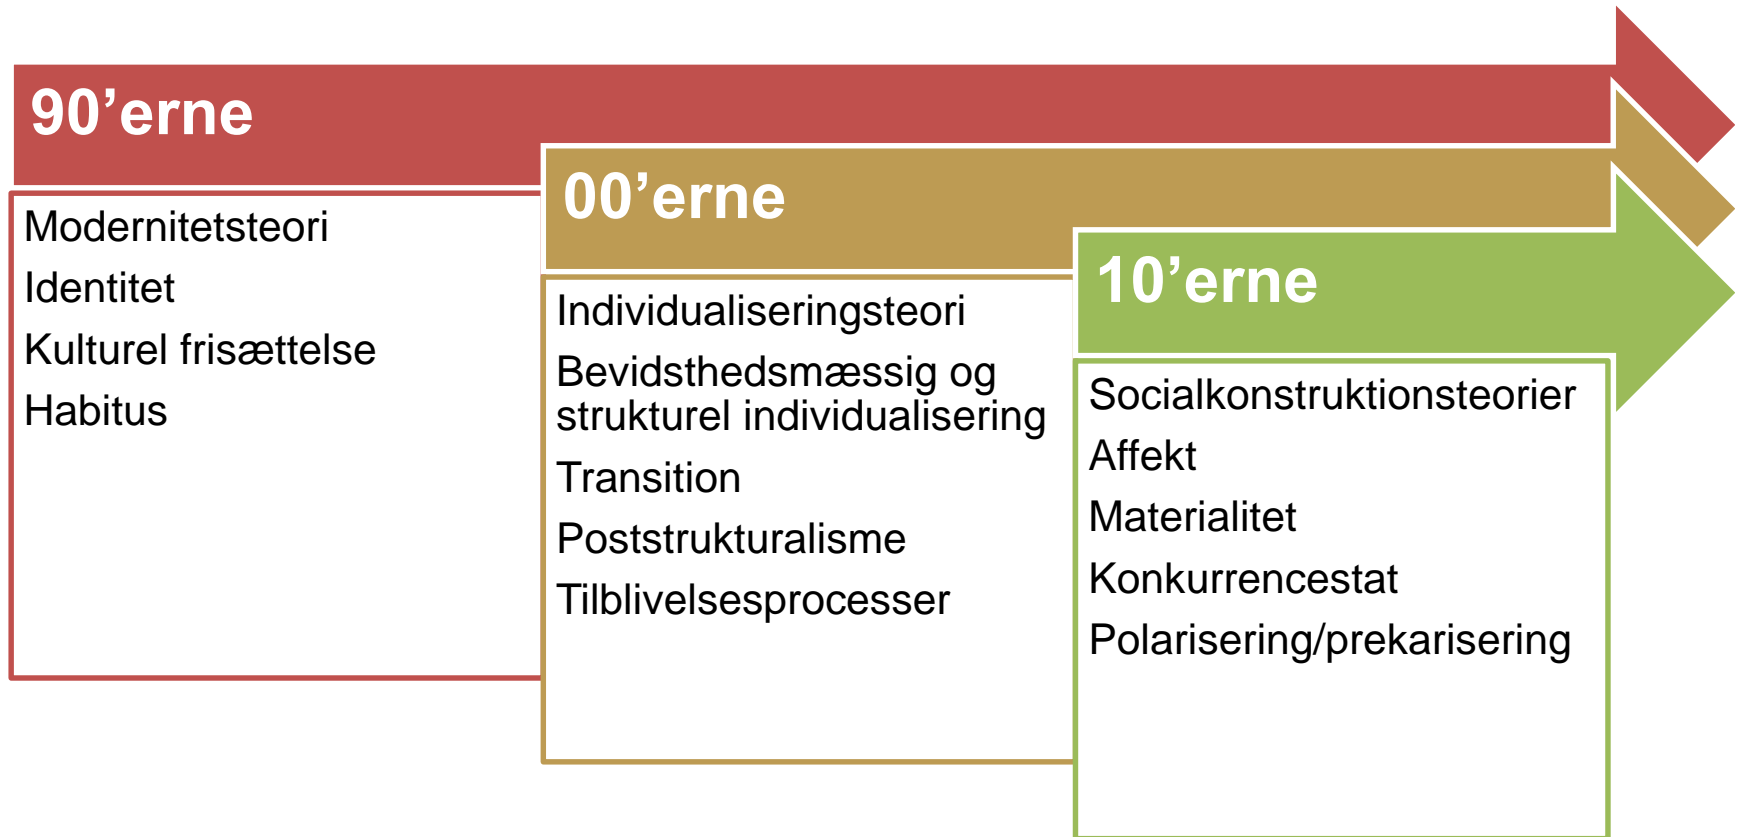 90’erne
Modernitetsteori
Identitet
Kulturel frisættelse
Habitus
00’erne
Individualiseringsteori
Bevidsthedsmæssig og
strukturel individualisering
Transition
Poststrukturalisme
Tilblivelsesprocesser
10’erne
Socialkonstruktionsteorier
Affekt
Materialitet
Konkurrencestat
Polarisering/prekarisering